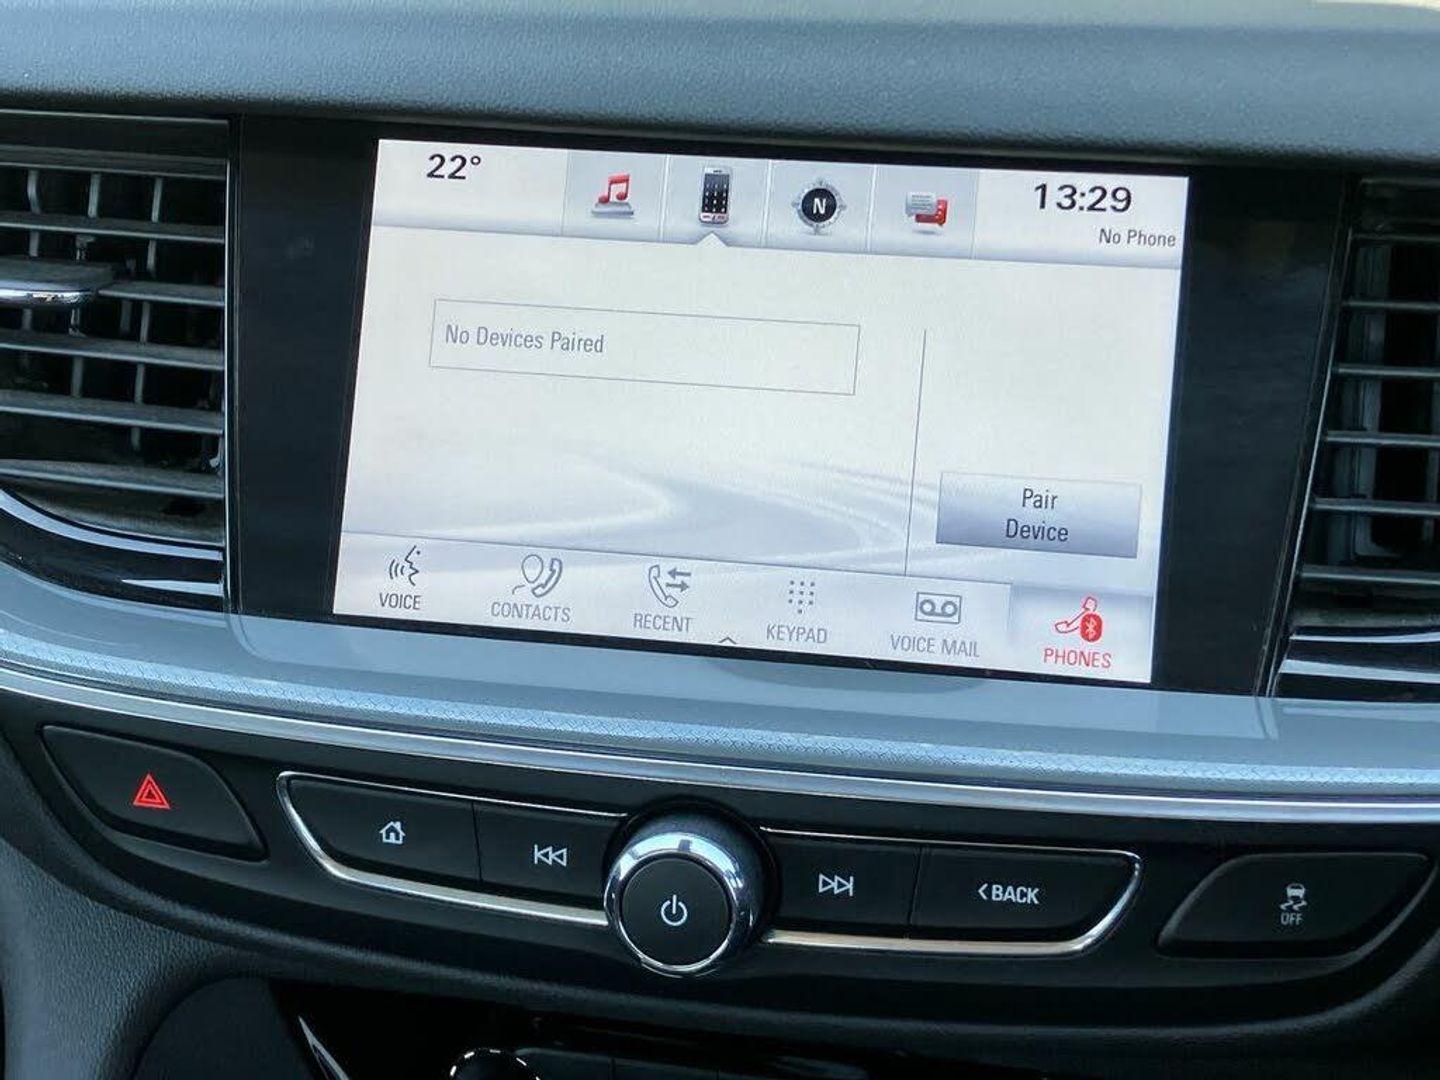 22°
N
13:29
No Phone
No Devices Paired
Pair
Device
VOICE
CONTACTS
RECENT
KEYPAD
VOICE MAIL
PHONES
<BACK
OFF